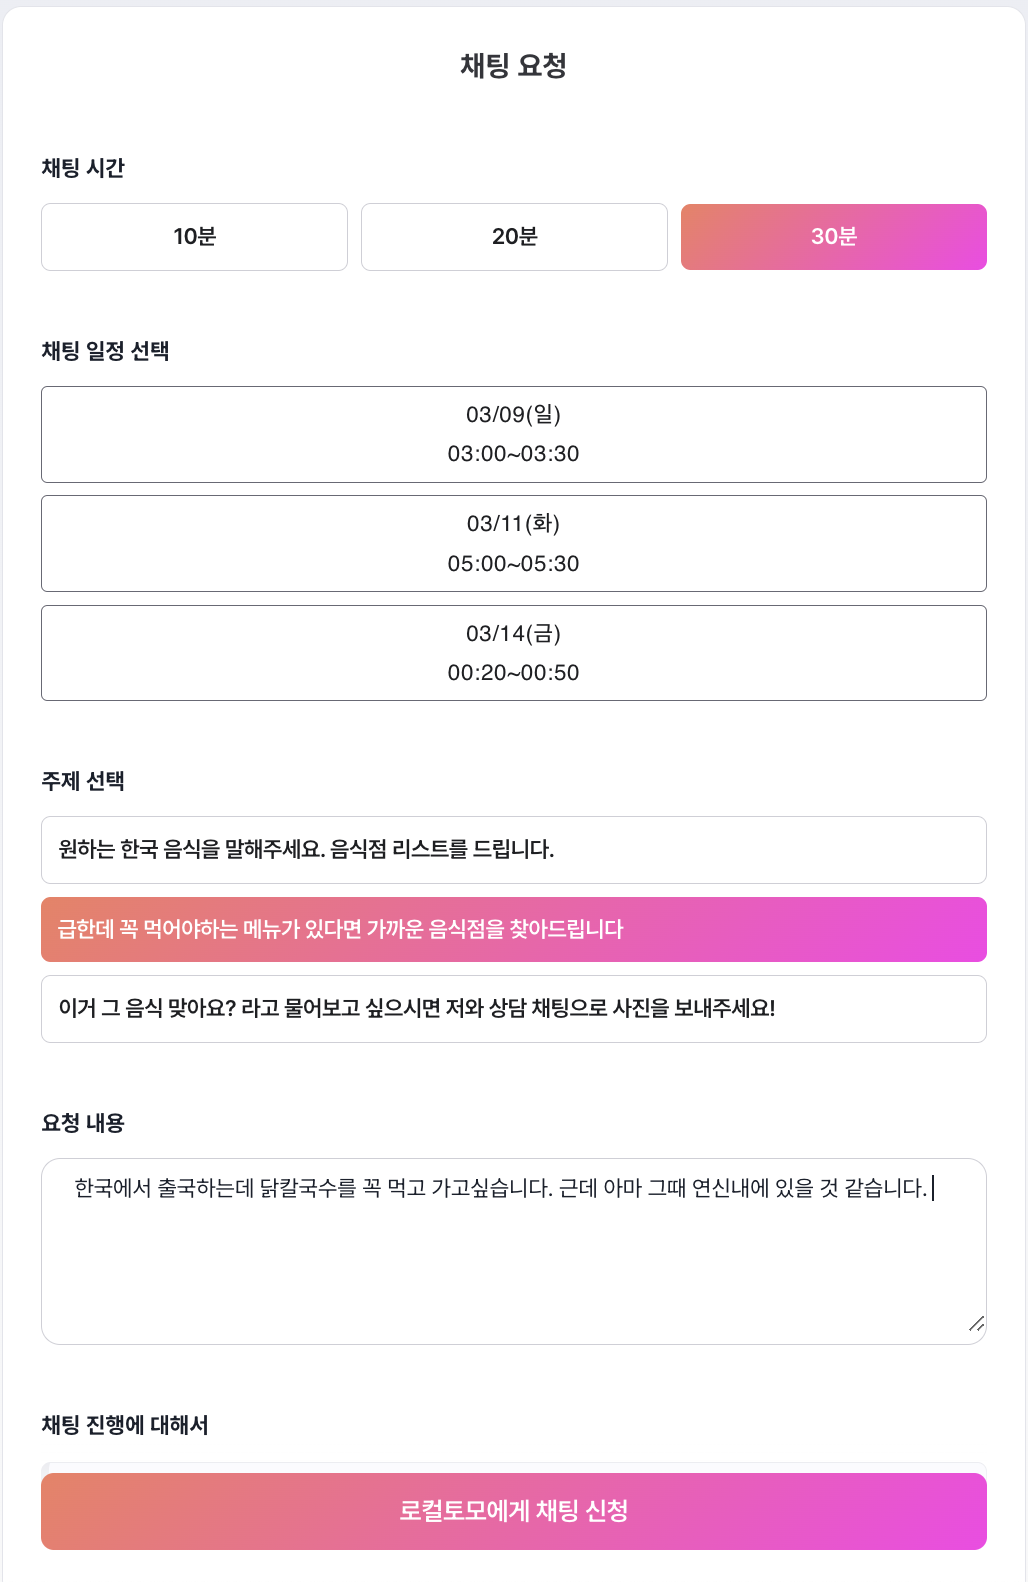 채팅 요청
채팅 시간
10분
20분
30분
채팅 일정 선택
03/09(일)
03:00~03:30
03/11(화)
05:00~05:30
03/14(금)
00:20~00:50
주제 선택
원하는 한국 음식을 말해주세요. 음식점 리스트를 드립니다.
급한데 꼭 먹어야하는 메뉴가 있다면 가까운 음식점을 찾아드립니다
이거 그 음식 맞아요? 라고 물어보고 싶으시면 저와 상담 채팅으로 사진을 보내주세요!
요청 내용
한국에서 출국하는데 닭칼국수를 꼭 먹고 가고싶습니다. 근데 아마 그때 연신내에 있을 것 같습니다.
채팅 진행에 대해서
로컬토모에게 채팅 신청